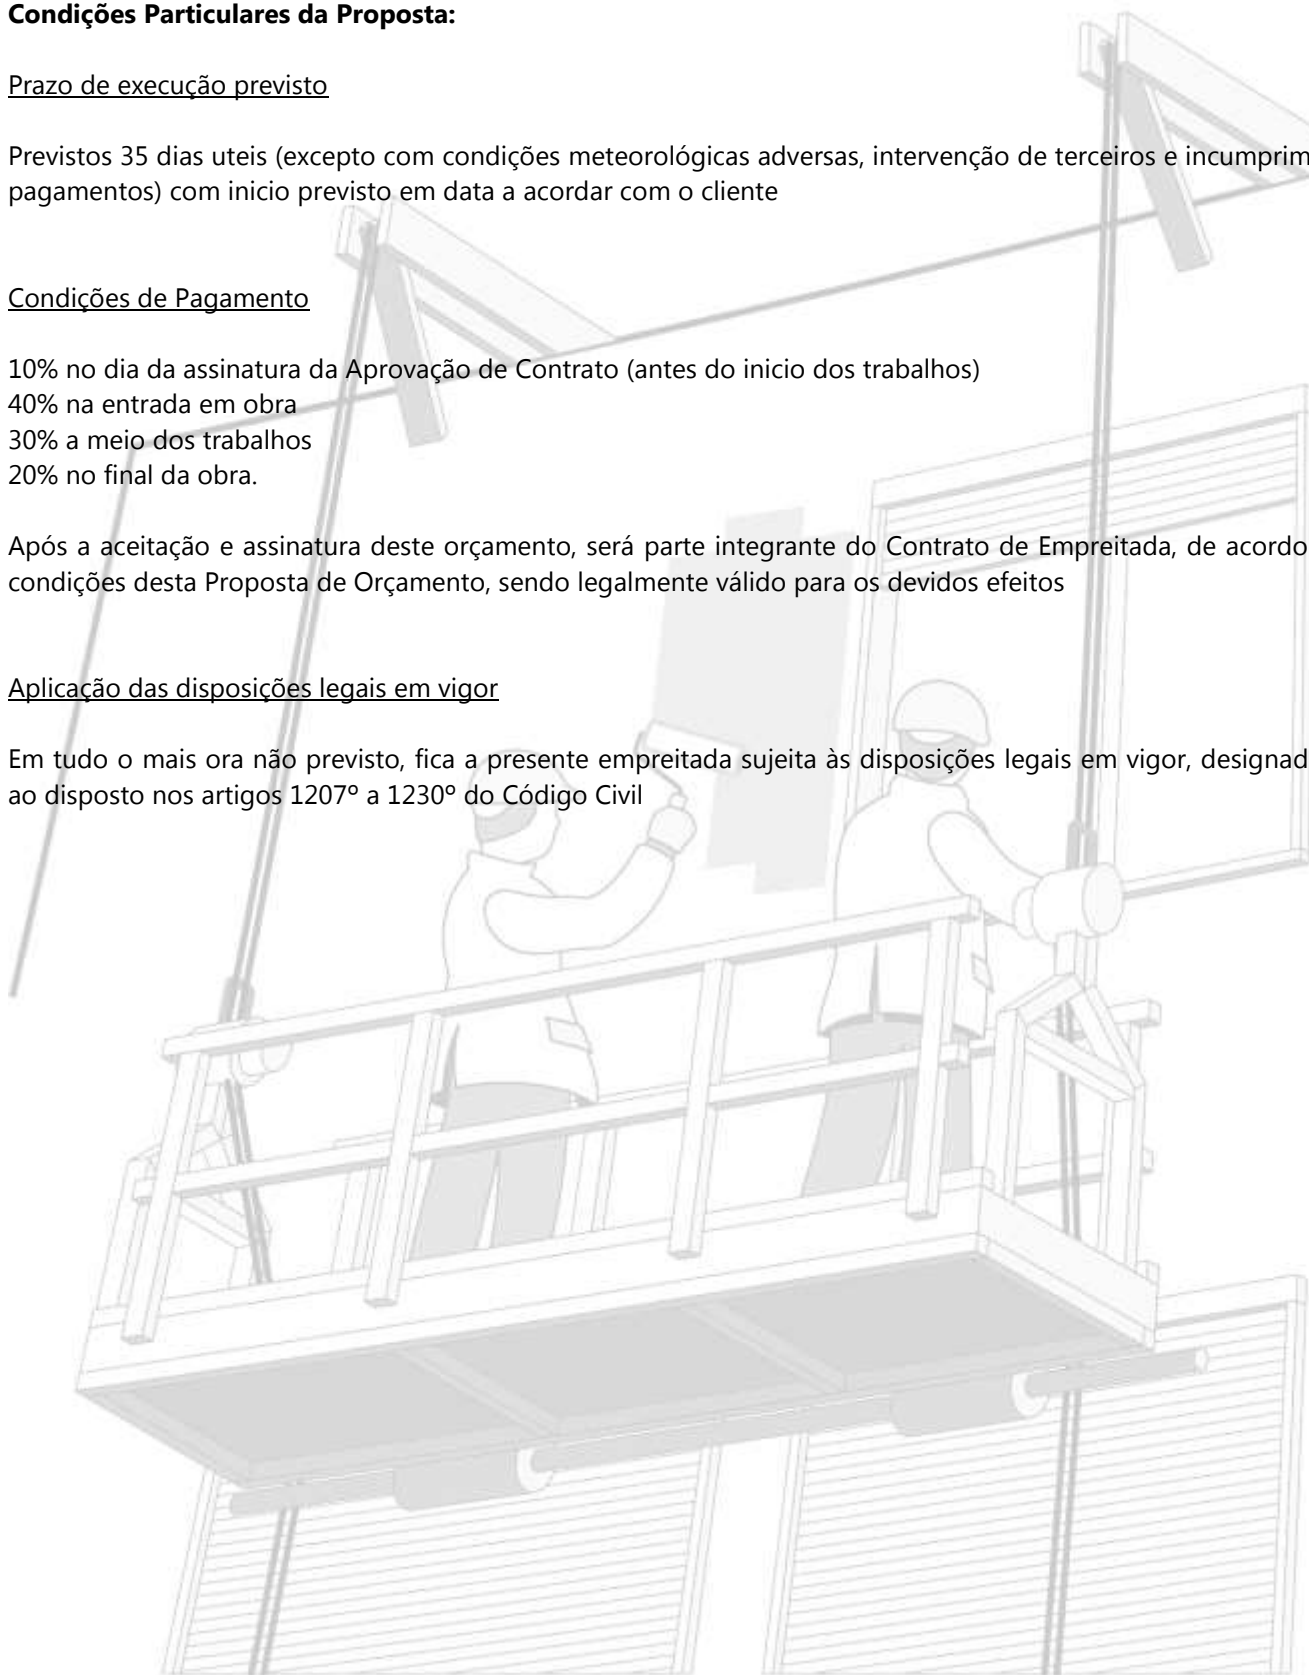 Condições Particulares da Proposta:
Prazo de execução previsto
Previstos 35 dias uteis (excepto com condições meteorológicas adversas, intervenção de terceiros e incumprim
pagamentos) com inicio previsto em data a acordar com o cliente
Condições de Pagamento
10% no dia da assinatura da Aprovação de Contrato (antes do inicio dos trabalhos)
40% na entrada em obra
30% a meio dos trabalhos
20% no final da obra.
Após a aceitação e assinatura deste orçamento, será parte integrante do Contrato de Empreitada, de acordo
condições desta Proposta de Orçamento, sendo legalmente válido para os devidos efeitos
Aplicação das disposições legais em vigor
Em tudo o mais ora não previsto, fica a presente empreitada sujeita às disposições legais em vigor, designad
ao disposto nos artigos 1207º a 1230º do Código Civil